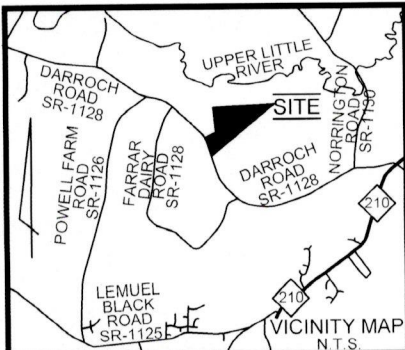 UPPER LITTLE
RIVER
DARROCH
ROAD
SR-1128
SITE
NORRINGTON
ROAD
SR-1130
POWELL FARM
ROAD
SR-1126
FARRAR
DAIRY
ROAD
SR-1128
DARROCH
ROAD
SR-1128
210
LEMUEL
BLACK
ROAD
SR-1125
210
VICINITY MAP
N.T.S.